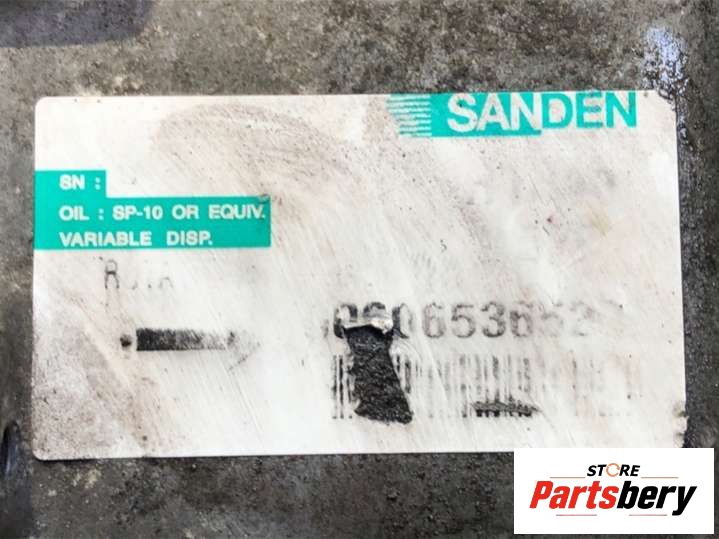 SANDEN
SN :
OIL : SP-10 OR EQUIV.
VARIABLE DISP.
STORE
Partsbery